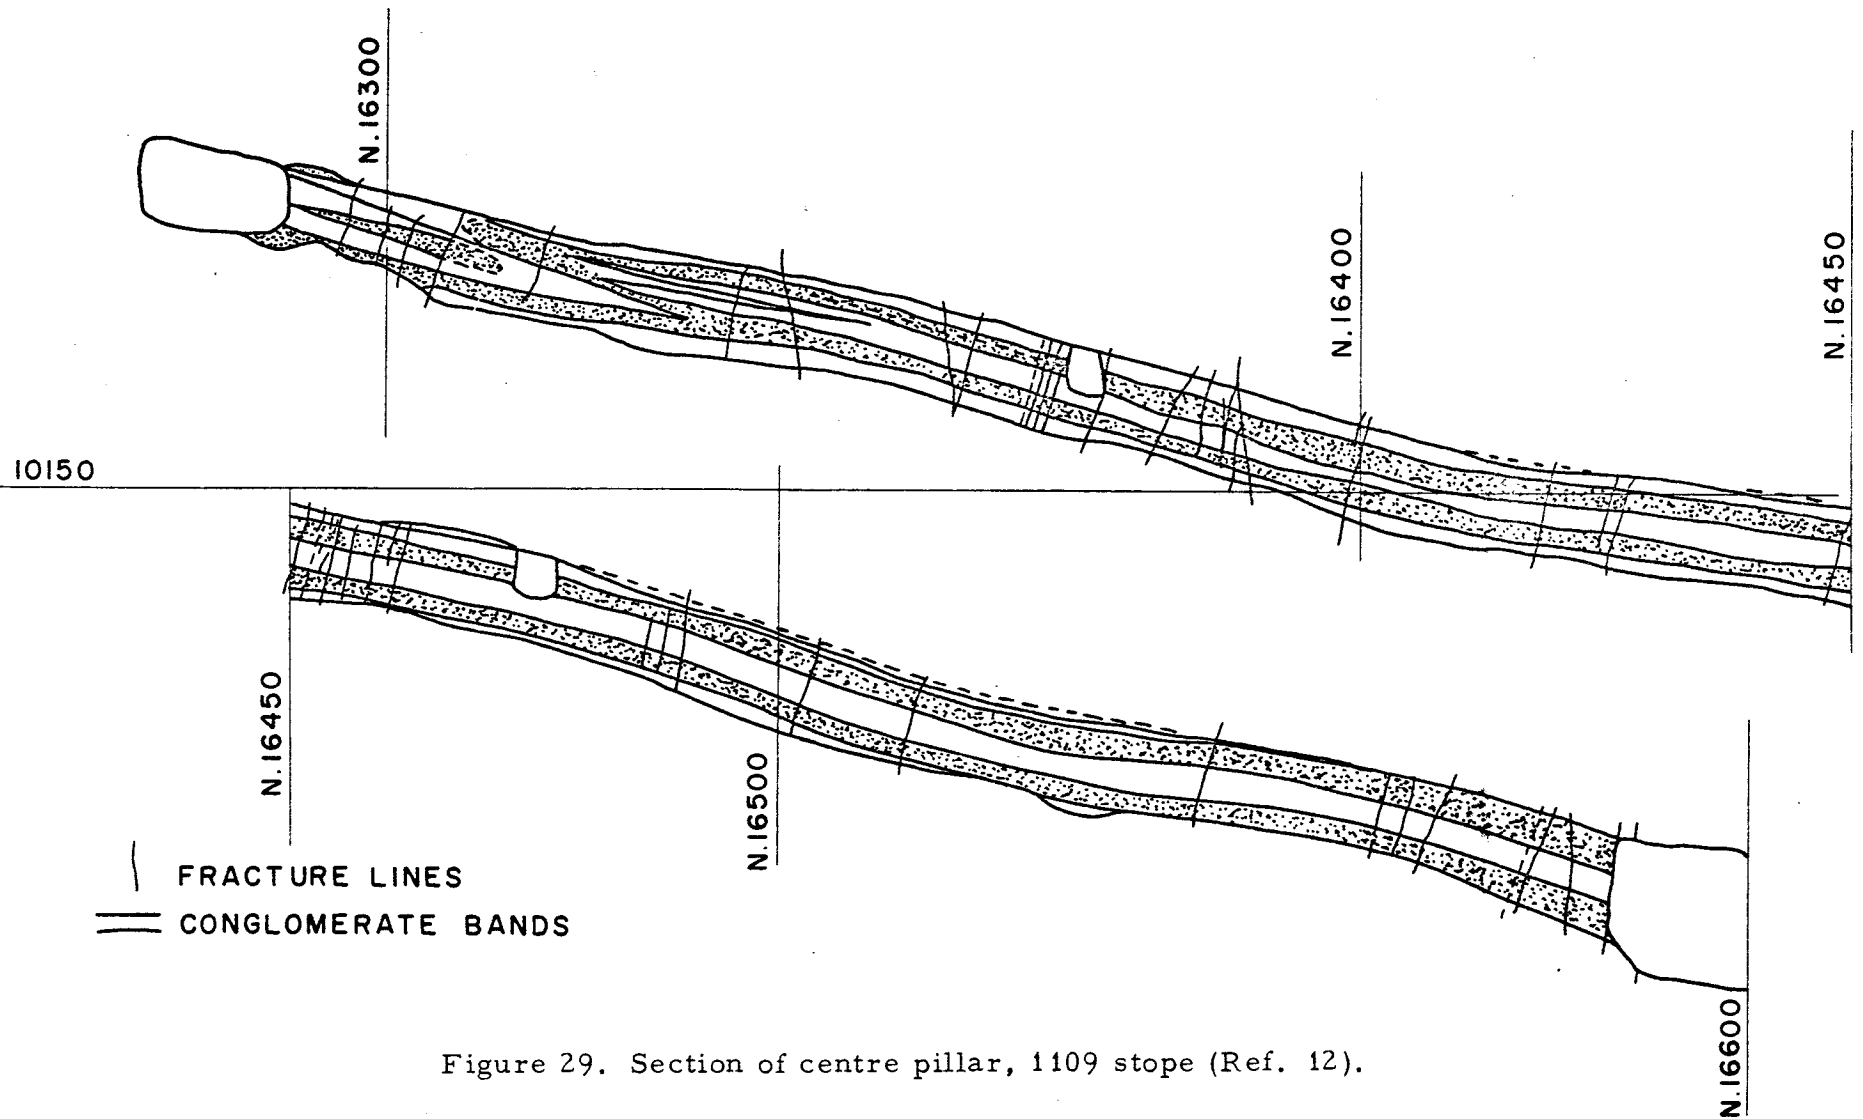 N.16300
N.16400
N.16450
10150
N.16450
N.16500
FRACTURE LINES
CONGLOMERATE BANDS
N.16600
Figure 29. Section of centre pillar, 1109 stope (Ref. 12).